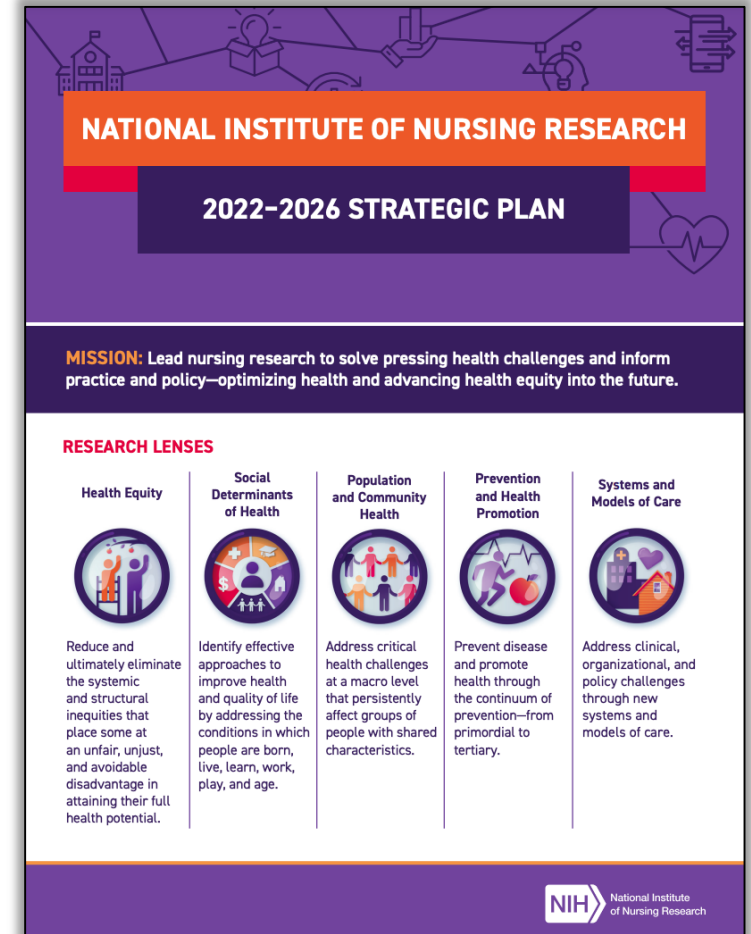 NATIONAL INSTITUTE OF NURSING RESEARCH
2022–2026 STRATEGIC PLAN
MISSION: Lead nursing research to solve pressing health challenges and inform
practice and policy—optimizing health and advancing health equity into the future.
RESEARCH LENSES
Health Equity
Reduce and
ultimately eliminate
the systemic
and structural
inequities that
place some at
an unfair, unjust,
and avoidable
disadvantage in
attaining their full
health potential.
Social
Determinants
of Health
$
Identify effective
approaches to
improve health
and quality of life
by addressing the
conditions in which
people are born,
live, learn, work,
play, and age.
Population
and Community
Health
Address critical
health challenges
at a macro level
that persistently
affect groups of
people with shared
characteristics.
Prevention
and Health
Promotion
Prevent disease
and promote
health through
the continuum of
prevention—from
primordial to
tertiary.
Systems and
Models of Care
Address clinical,
organizational, and
policy challenges
through new
systems and
models of care.
NIH
National Institute
of Nursing Research